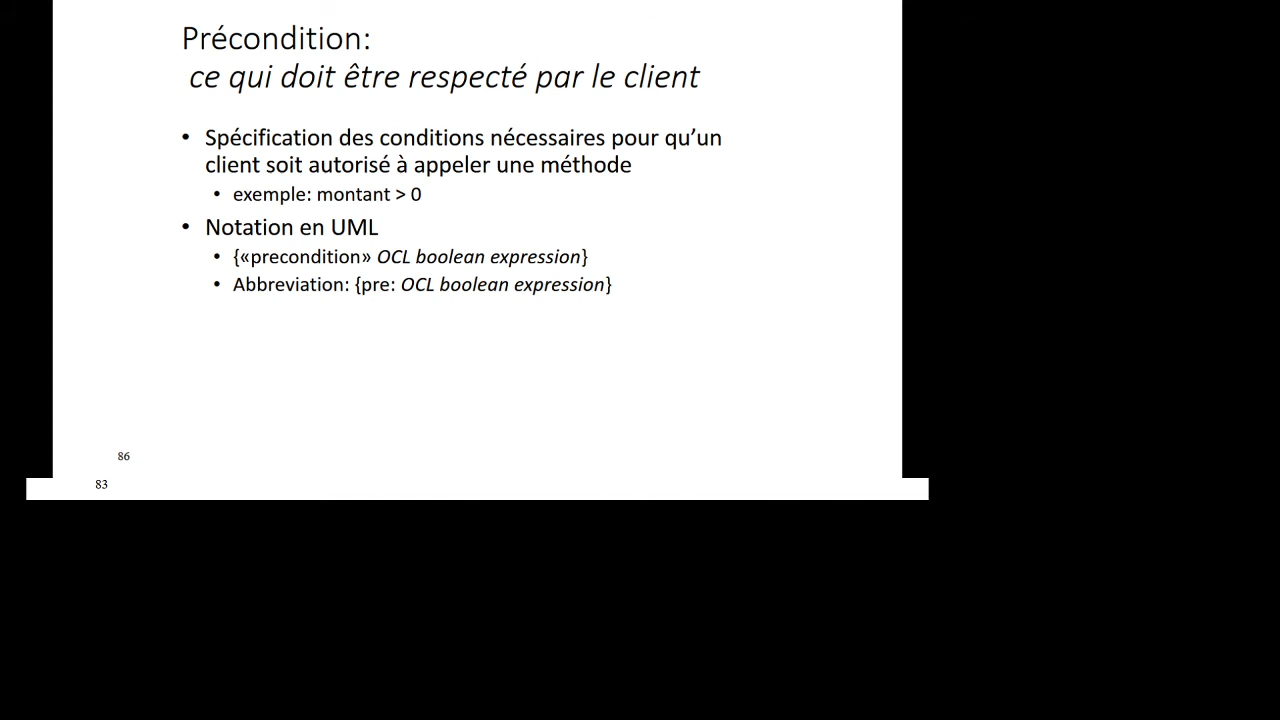 Précondition:
ce qui doit être respecté par le client
• Spécification des conditions nécessaires pour qu’un
client soit autorisé à appeler une méthode
• exemple: montant > 0
• Notation en UML
• {«precondition» OCL boolean expression}
• Abbreviation: {pre: OCL boolean expression}
86
83